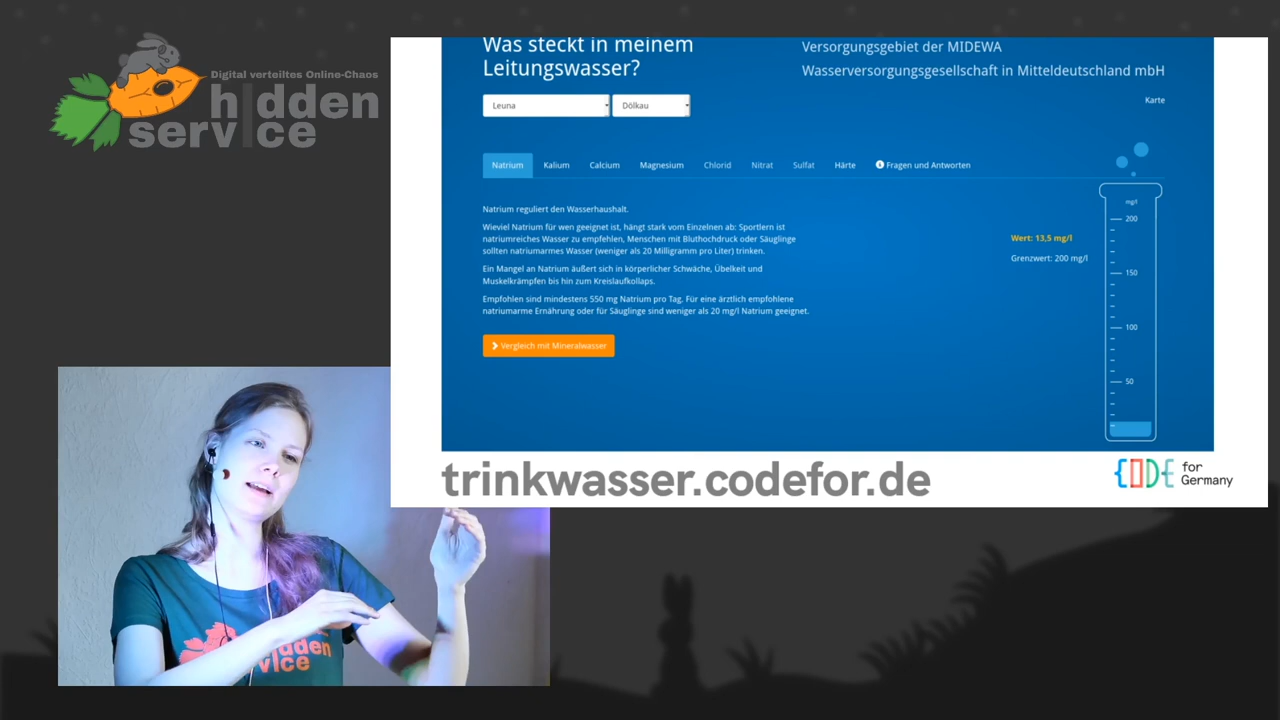 Digital verteiltes Online-Chaos
hidden
service
Was steckt in meinem
Leitungswasser?
Versorgungsgebiet der MIDEWA
Wasserversorgungsgesellschaft in Mitteldeutschland mbH
Leuna
Dölkau
Karte
Natrium
Kalium
Calcium
Magnesium
Chlorid
Nitrat
Sulfat
Härte
Fragen und Antworten
Natrium reguliert den Wasserhaushalt.
Wieviel Natrium für wen geeignet ist, hängt stark vom Einzelnen ab: Sportlern ist
natriumreiches Wasser zu empfehlen, Menschen mit Bluthochdruck oder Säuglinge
sollten natriumarmes Wasser (weniger als 20 Milligramm pro Liter) trinken.
Ein Mangel an Natrium äußert sich in körperlicher Schwäche, Übelkeit und
Muskelkrämpfen bis hin zum Kreislaufkollaps.
Empfohlen sind mindestens 550 mg Natrium pro Tag. Für eine ärztlich empfohlene
natriumarme Ernährung oder für Säuglinge sind weniger als 20 mg/l Natrium geeignet.
Vergleich mit Mineralwasser
Wert: 13,5 mg/l
Grenzwert: 200 mg/l
mg/l
200
150
100
50
trinkwasser.codefor.de
CODE
for
Germany
hidden
service